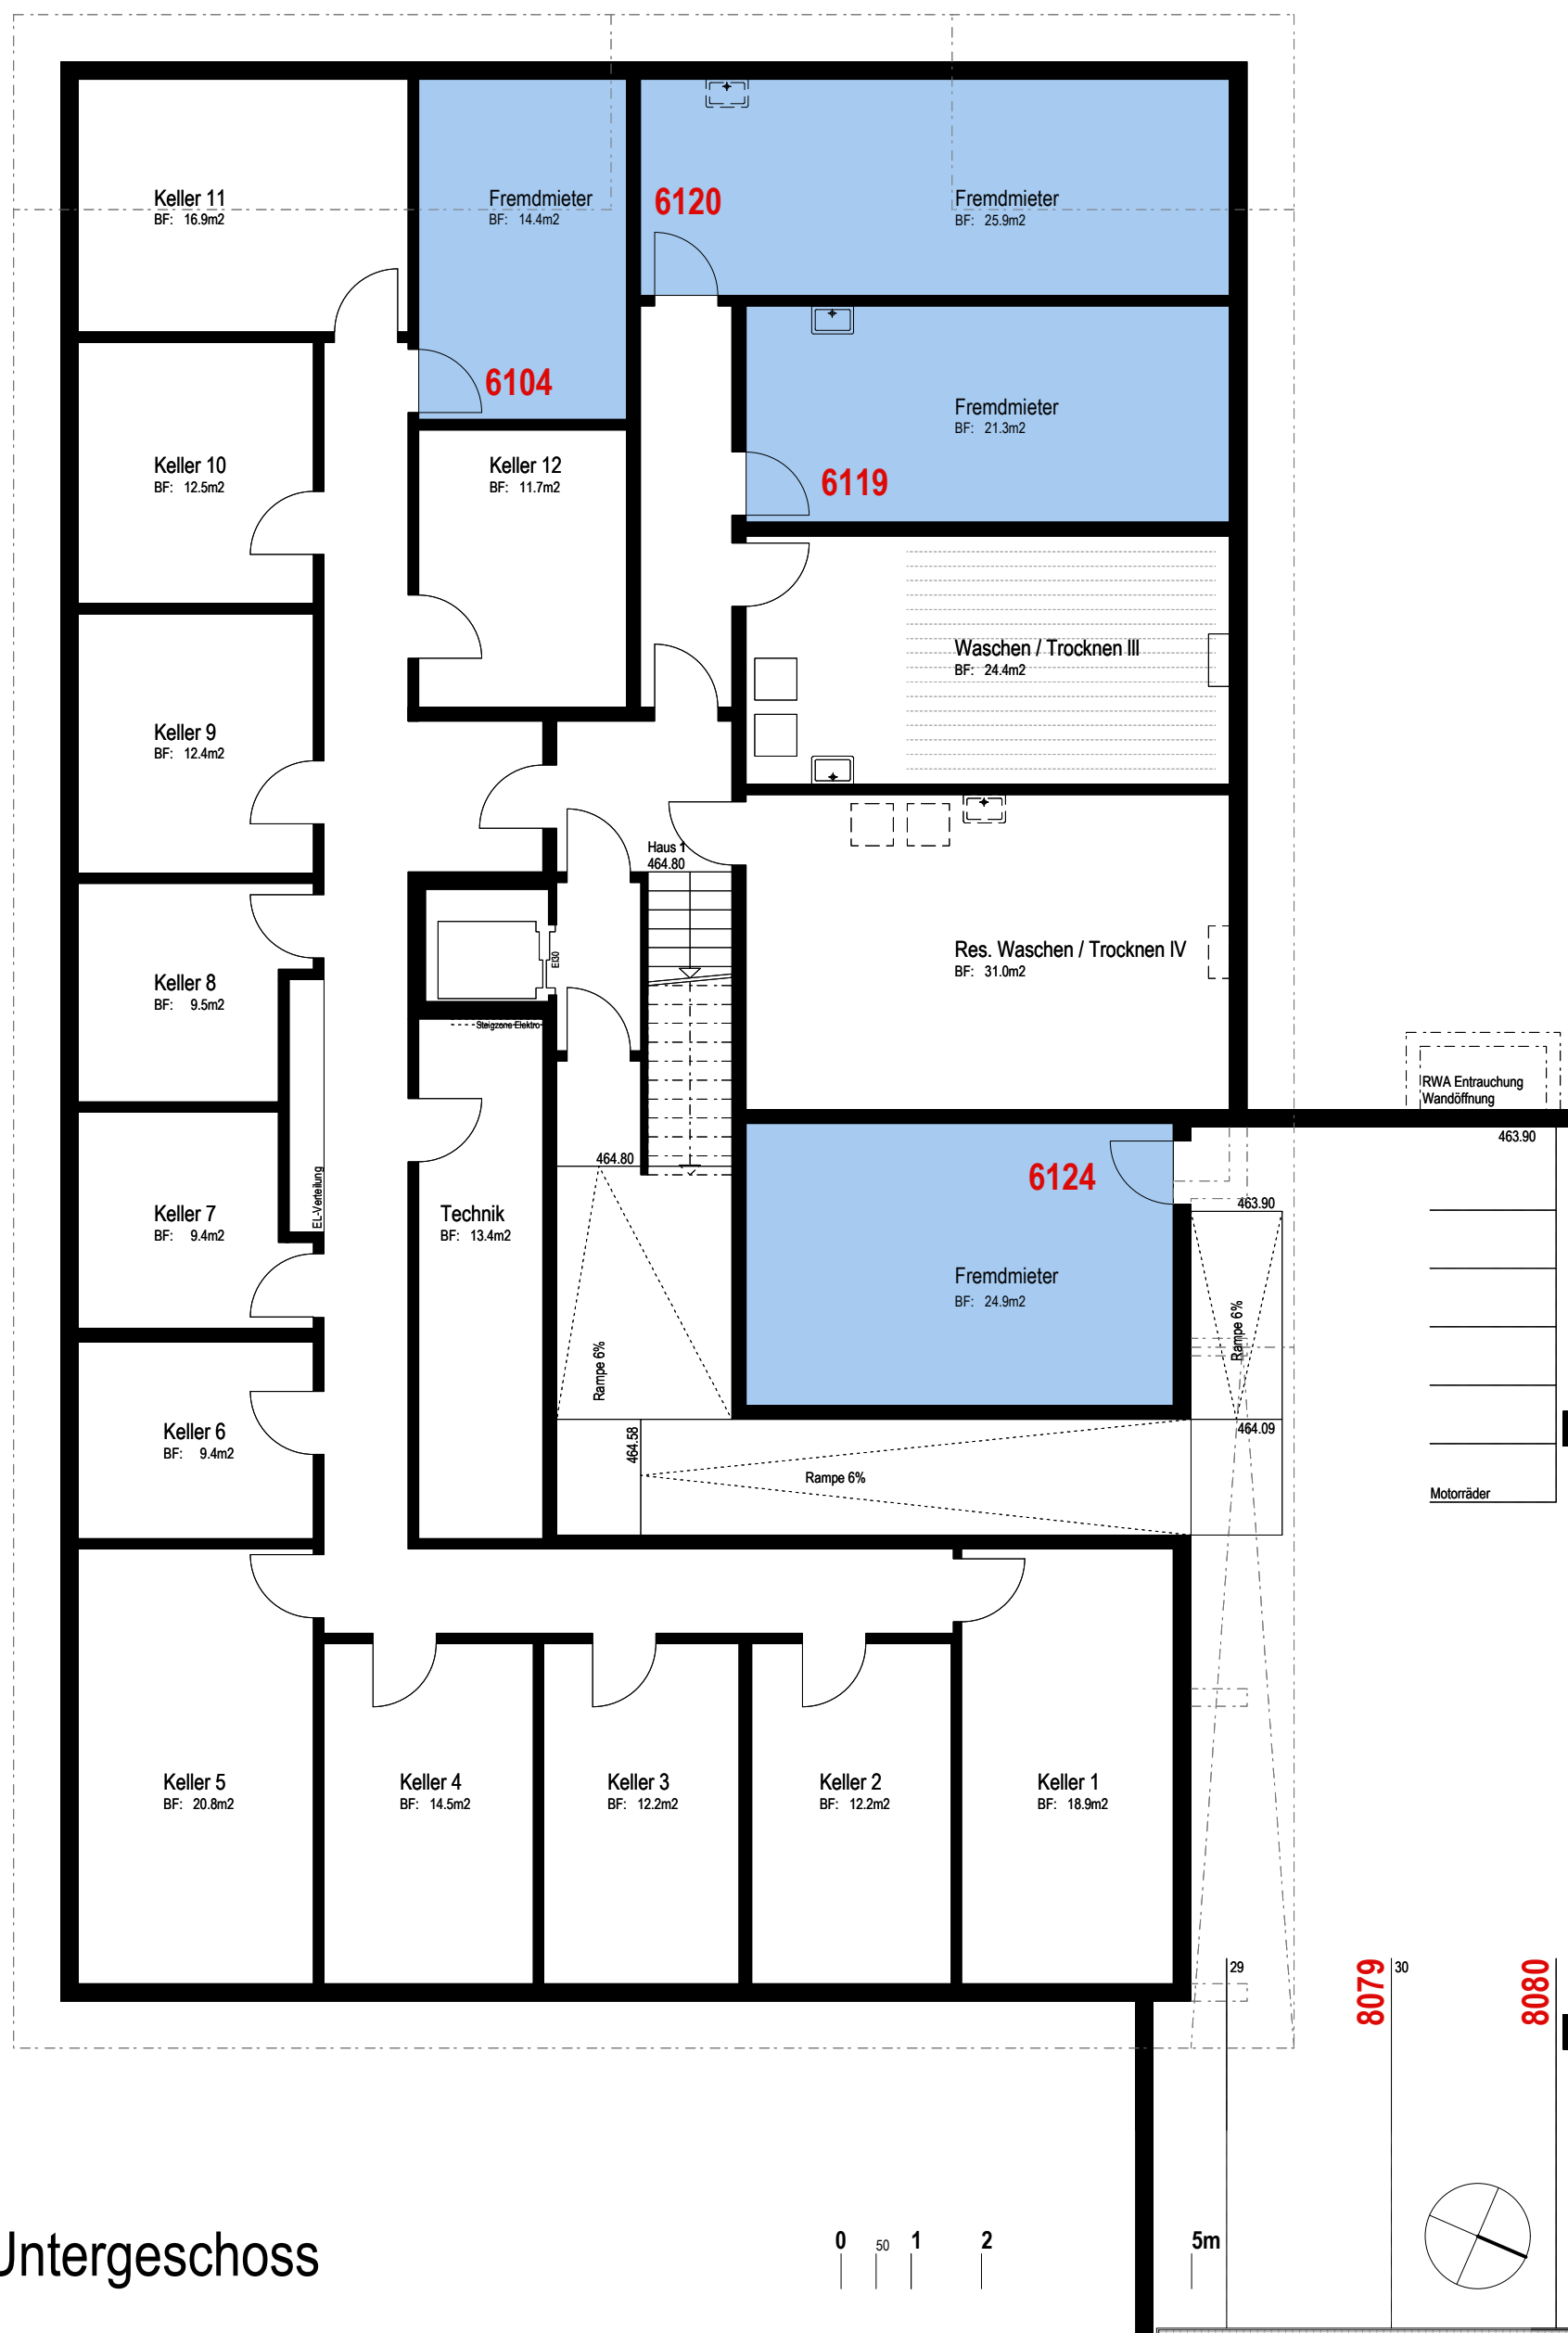 Keller 11
BF: 16.9m2
Fremdmieter
BF: 14.4m2
6120
Fremdmieter
BF: 25.9m2
6104
Fremdmieter
BF: 21.3m2
Keller 10
BF: 12.5m2
Keller 12
BF: 11.7m2
6119
Waschen / Trocknen III
BF: 24.4m2
Keller 9
BF: 12.4m2
Haus 1
464.80
EI30
Res. Waschen / Trocknen IV
BF: 31.0m2
Keller 8
BF: 9.5m2
Steigzone Elektro
RWA Entrauchung
Wandöffnung
463.90
464.80
6124
EL-Verteilung
463.90
Keller 7
BF: 9.4m2
Technik
BF: 13.4m2
Fremdmieter
BF: 24.9m2
Rampe 6%
Rampe 6%
Keller 6
BF: 9.4m2
464.58
464.09
Rampe 6%
Motorräder
Keller 5
BF: 20.8m2
Keller 4
BF: 14.5m2
Keller 3
BF: 12.2m2
Keller 2
BF: 12.2m2
Keller 1
BF: 18.9m2
29
8079
30
8080
Untergeschoss
0
50
1
2
5m